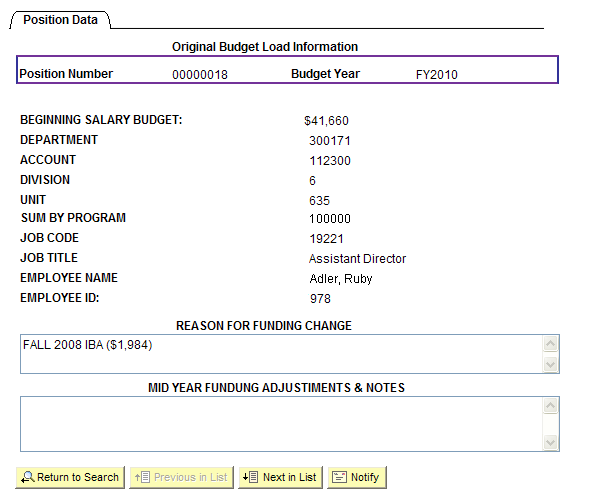 Position Data
Original Budget Load Information
Position Number 00000018 Budget Year FY2010
BEGINNING SALARY BUDGET: $41,660
DEPARTMENT 300171
ACCOUNT 112300
DIVISION 6
UNIT 635
SUM BY PROGRAM 100000
JOB CODE 19221
JOB TITLE Assistant Director
EMPLOYEE NAME Adler, Ruby
EMPLOYEE ID: 978
REASON FOR FUNDING CHANGE
FALL 2008 IBA ($1,984)
MID YEAR FUNDUNG ADJUSTIMENTS & NOTES
Return to Search Previous in List Next in List Notify